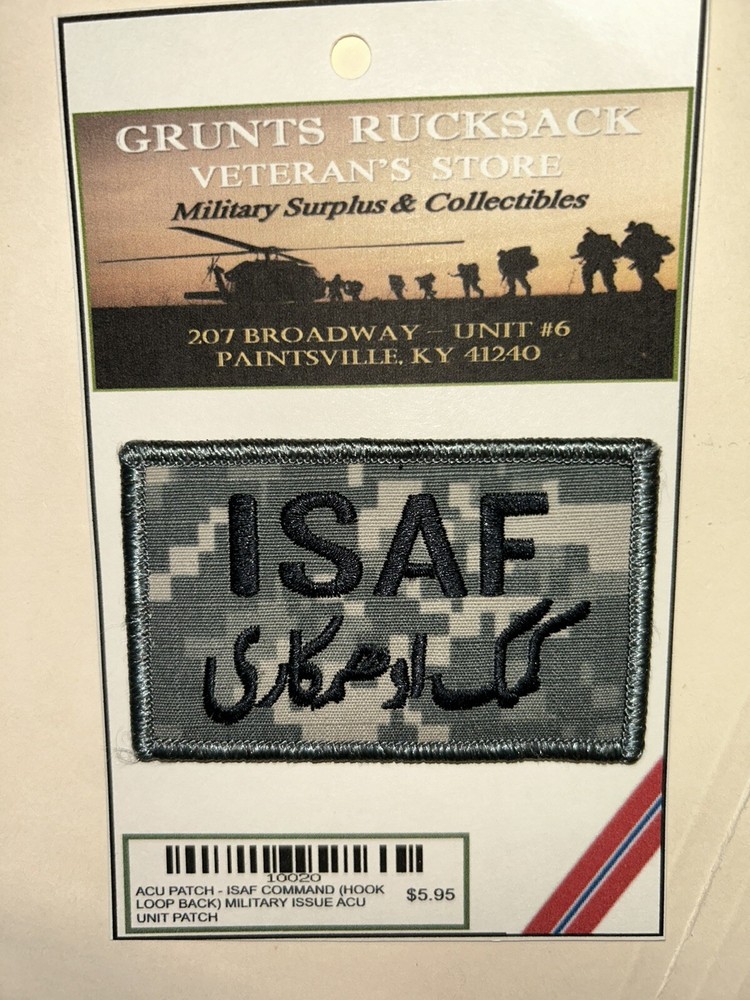 GRUNTS RUCKSACK
VETERAN'S STORE
Military Surplus & Collectibles
207 BROADWAY – UNIT #6
PAINTSVILLE, KY 41240
ISAF
کمک او همکاری
10020
ACU PATCH - ISAF COMMAND (HOOK
LOOP BACK) MILITARY ISSUE ACU
UNIT PATCH
$5.95